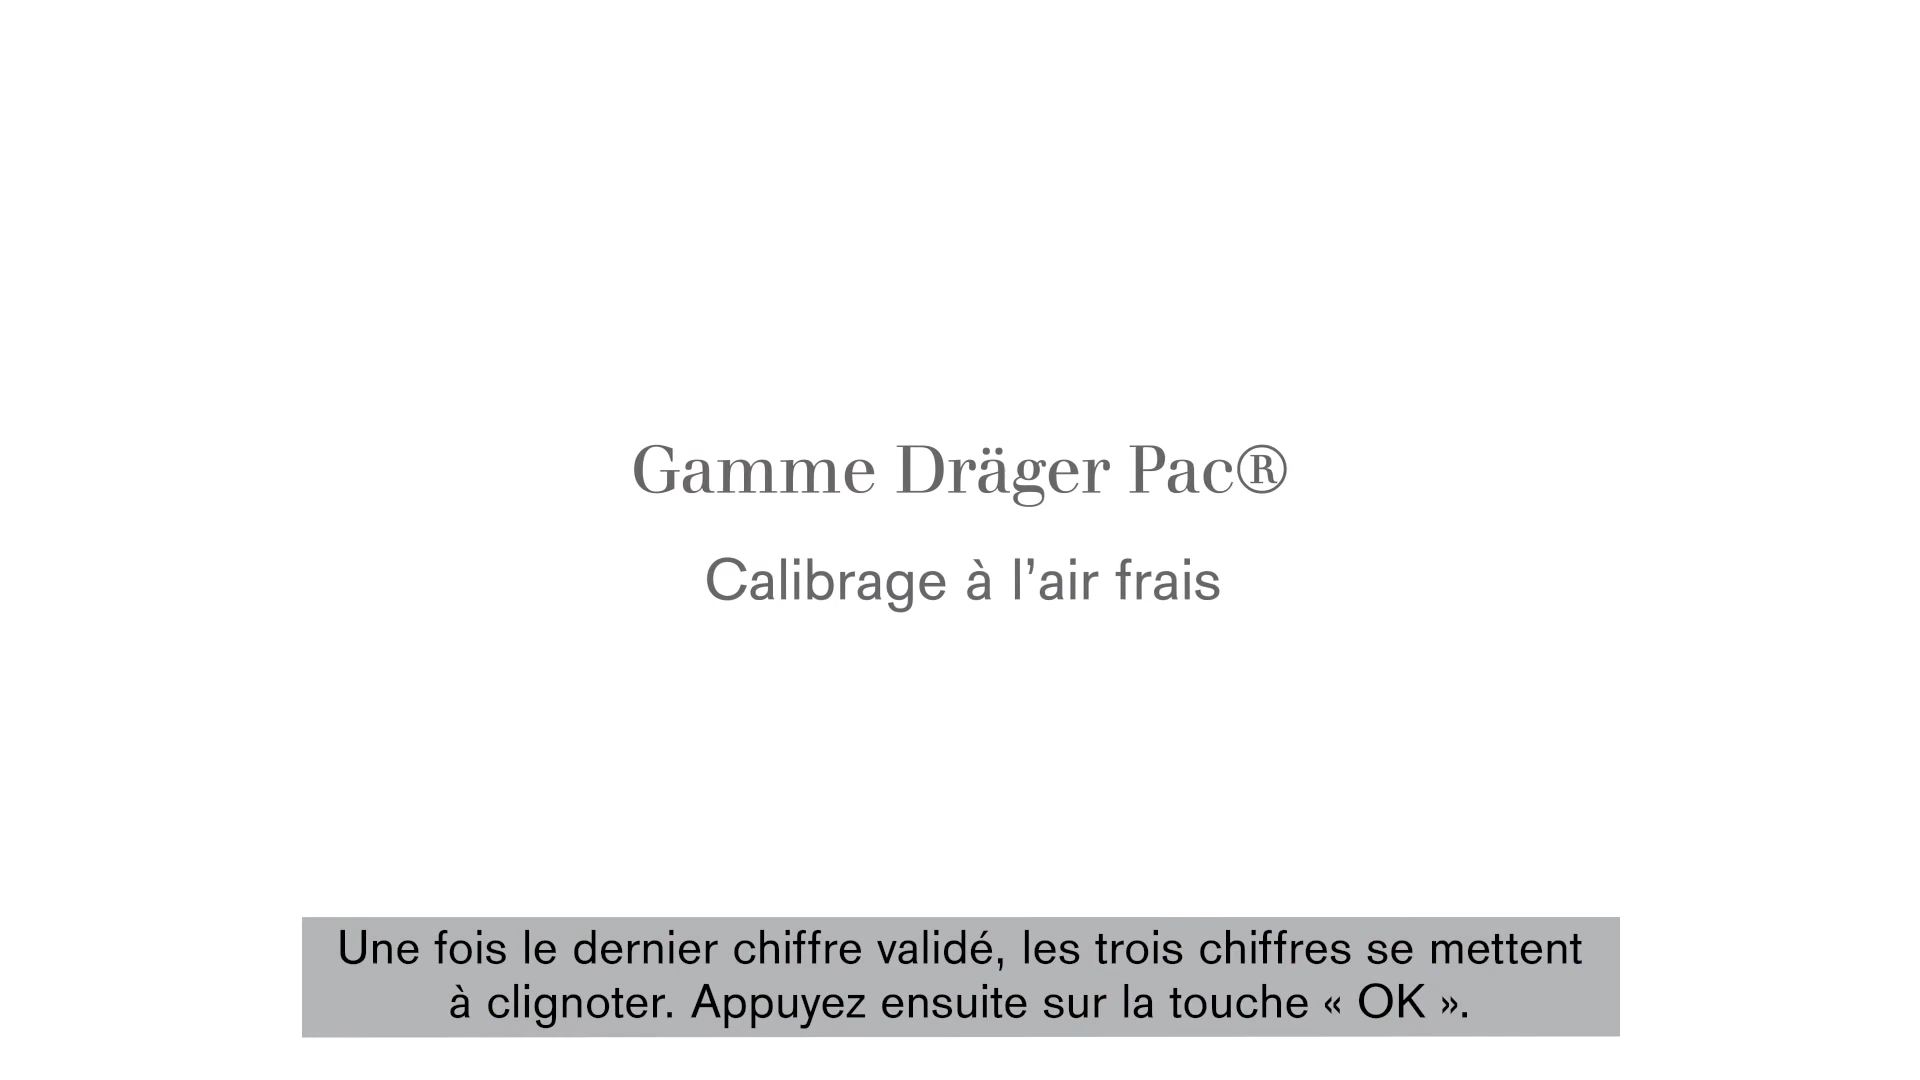 Gamme Dräger Pac®
Calibrage à l’air frais
Une fois le dernier chiffre validé, les trois chiffres se mettent
à clignoter. Appuyez ensuite sur la touche « OK ».